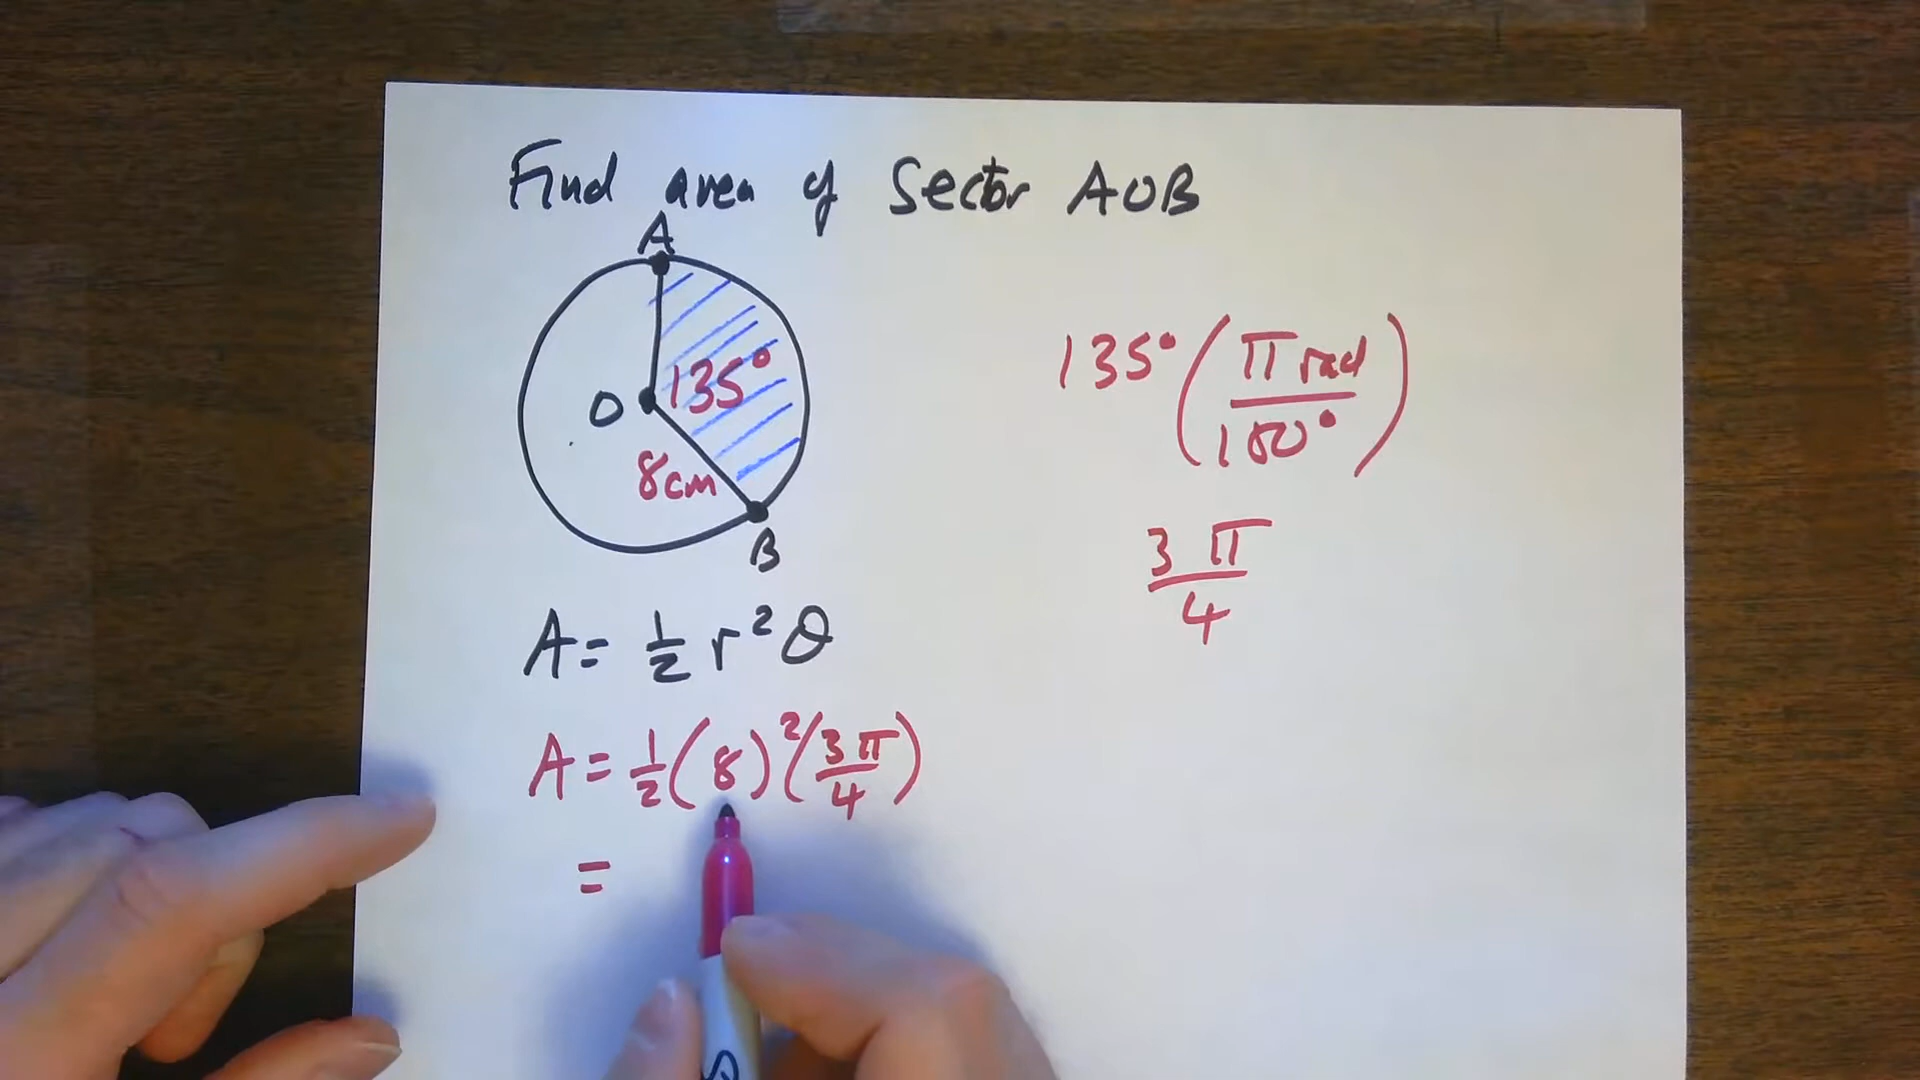 Find area of Sector AOB
A
135°
O
8cm
B
135° (π rad / 180°)
3π/4
A = 1/2 r² θ
A = 1/2 (8)² (3π/4)
=